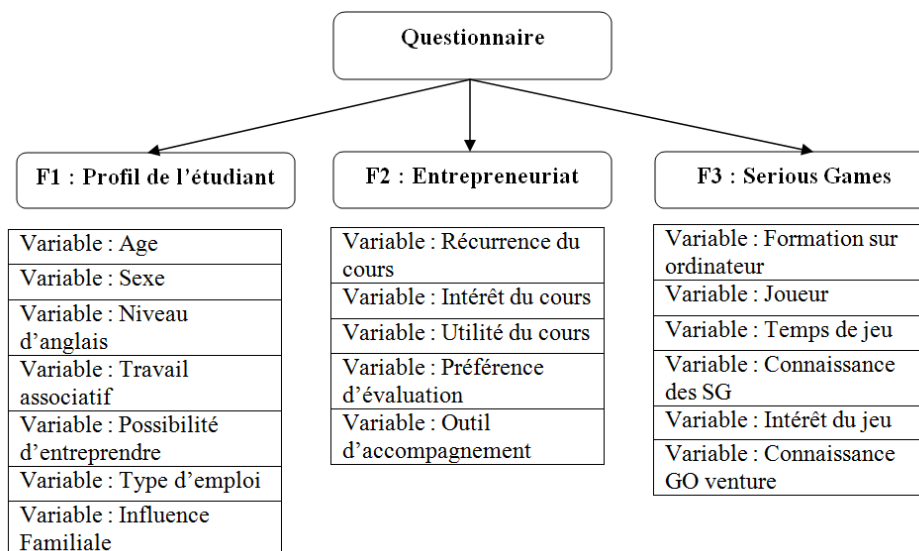 Questionnaire
F1 : Profil de l’étudiant
Variable : Age
Variable : Sexe
Variable : Niveau
d’anglais
Variable : Travail
associatif
Variable : Possibilité
d’entreprendre
Variable : Type d’emploi
Variable : Influence
Familiale
F2 : Entrepreneuriat
Variable : Récurrence du
cours
Variable : Intérêt du cours
Variable : Utilité du cours
Variable : Préférence
d’évaluation
Variable : Outil
d’accompagnement
F3 : Serious Games
Variable : Formation sur
ordinateur
Variable : Joueur
Variable : Temps de jeu
Variable : Connaissance
des SG
Variable : Intérêt du jeu
Variable : Connaissance
GO venture